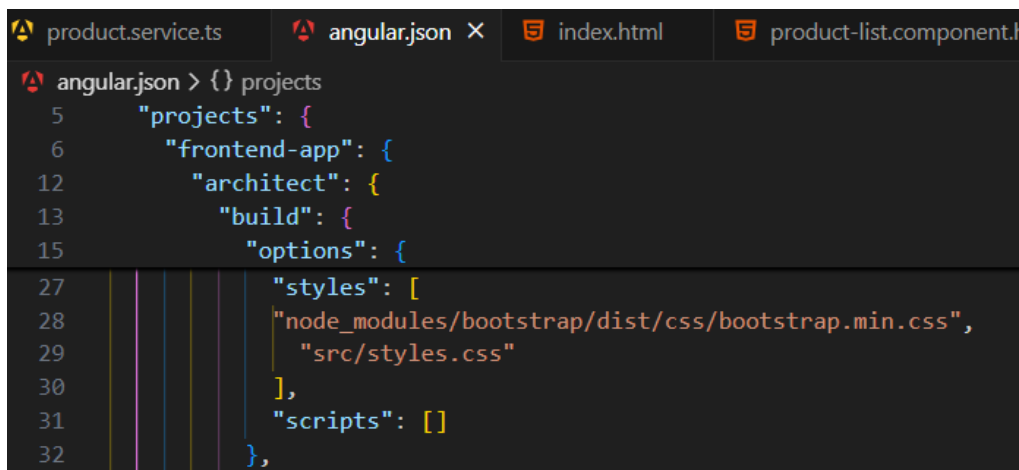 product.service.ts angular.json index.html product-list.component.h
angular.json > {} projects
5 "projects": {
6 "frontend-app": {
12 "architect": {
13 "build": {
15 "options": {
27 "styles": [
28 "node_modules/bootstrap/dist/css/bootstrap.min.css",
29 "src/styles.css"
30 ],
31 "scripts": []
32 },